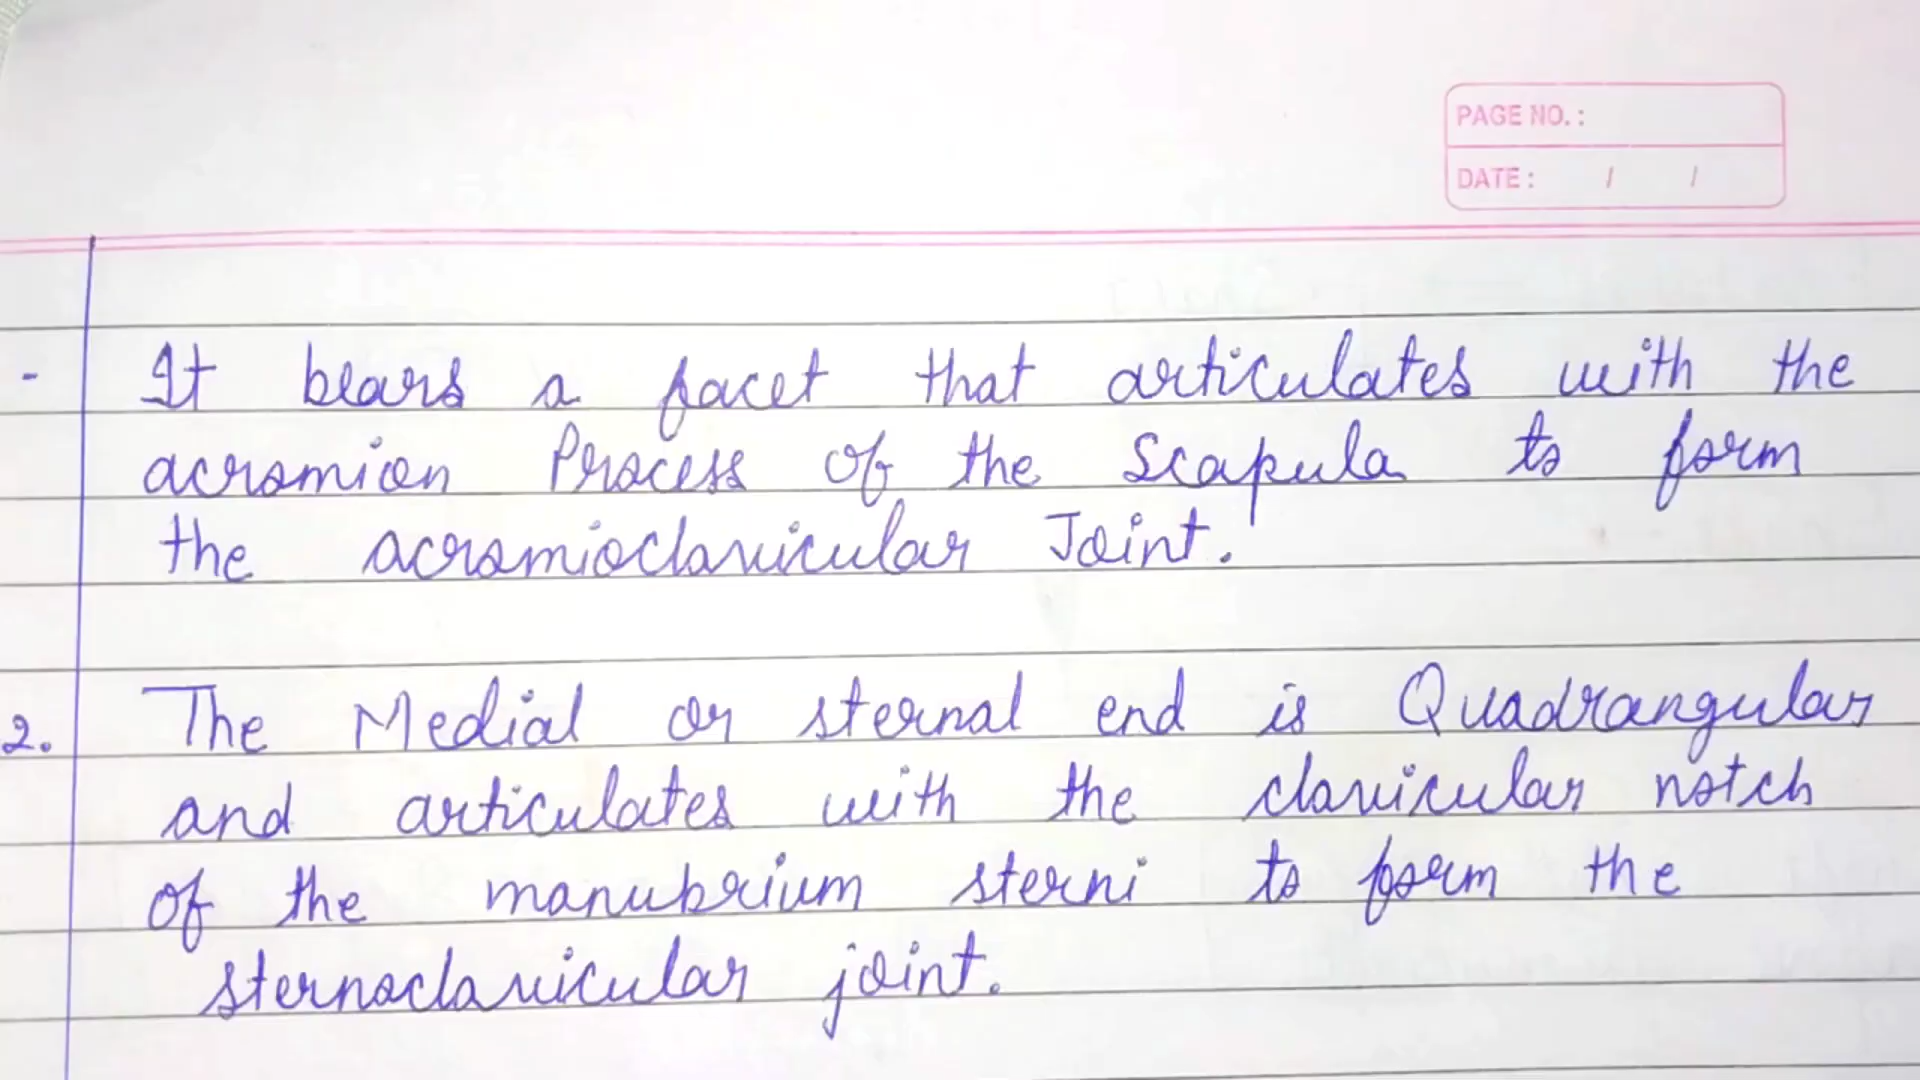 PAGE NO. :
DATE : / /
- It bears a facet that articulates with the
acromion Process of the Scapula to form
the acromioclavicular Joint.
2. The Medial or sternal end is Quadrangular
and articulates with the clavicular notch
of the manubrium sterni to form the
sternoclavicular joint.